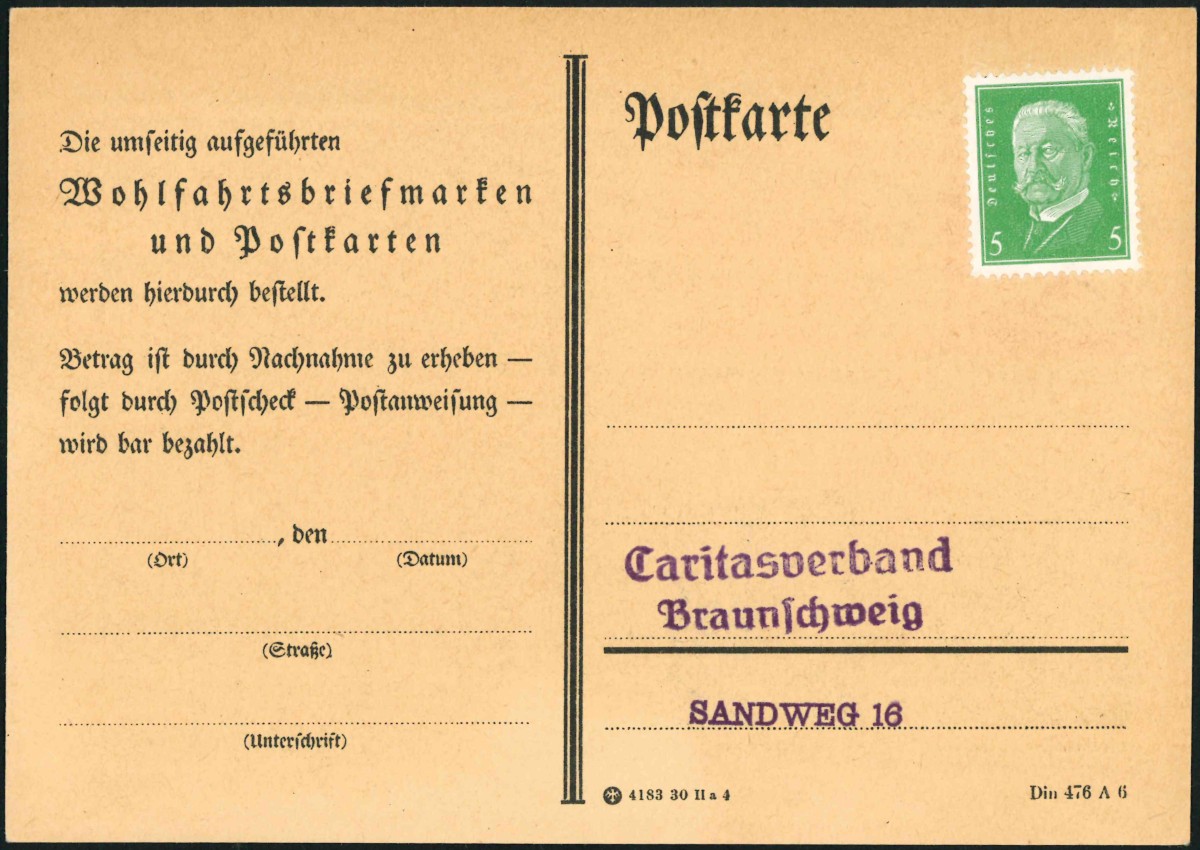 Die umseitig aufgeführten
Wohlfahrtsbriefmarken
und Postkarten
werden hierdurch bestellt.
Betrag ist durch Nachnahme zu erheben —
folgt durch Postscheck — Postanweisung —
wird bar bezahlt.
, den
(Ort) (Datum)
(Straße)
(Unterschrift)
Postkarte
Deutsches Reich
5 5
Caritasverband
Braunschweig
SANDWEG 16
4183 30 II a 4
Din 476 A 6